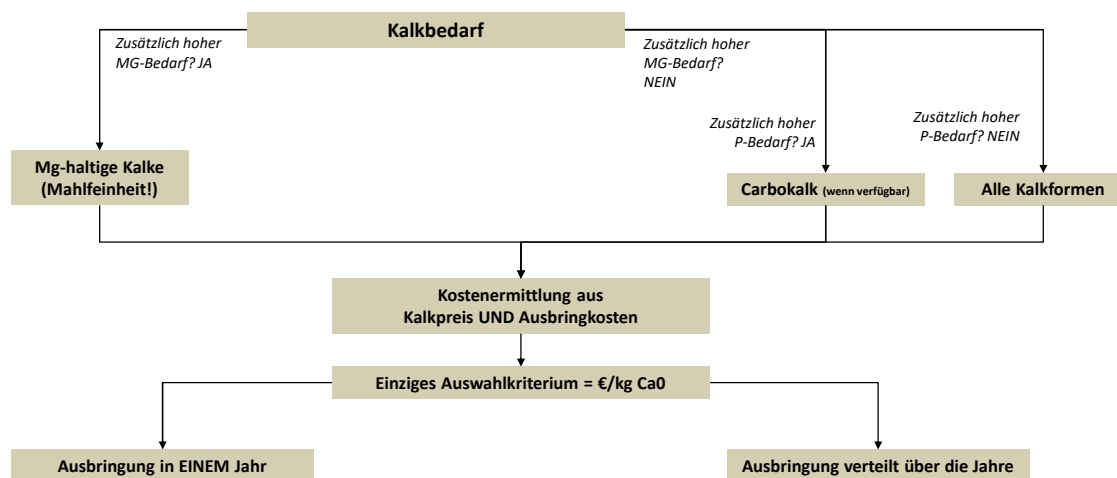 Kalkbedarf
Zusätzlich hoher
MG-Bedarf? JA
Zusätzlich hoher
MG-Bedarf?
NEIN
Zusätzlich hoher
P-Bedarf? JA
Zusätzlich hoher
P-Bedarf? NEIN
Mg-haltige Kalke
(Mahlfeinheit!)
Carbokalk (wenn verfügbar)
Alle Kalkformen
Kostenermittlung aus
Kalkpreis UND Ausbringkosten
Einziges Auswahlkriterium = €/kg Ca0
Ausbringung in EINEM Jahr
Ausbringung verteilt über die Jahre